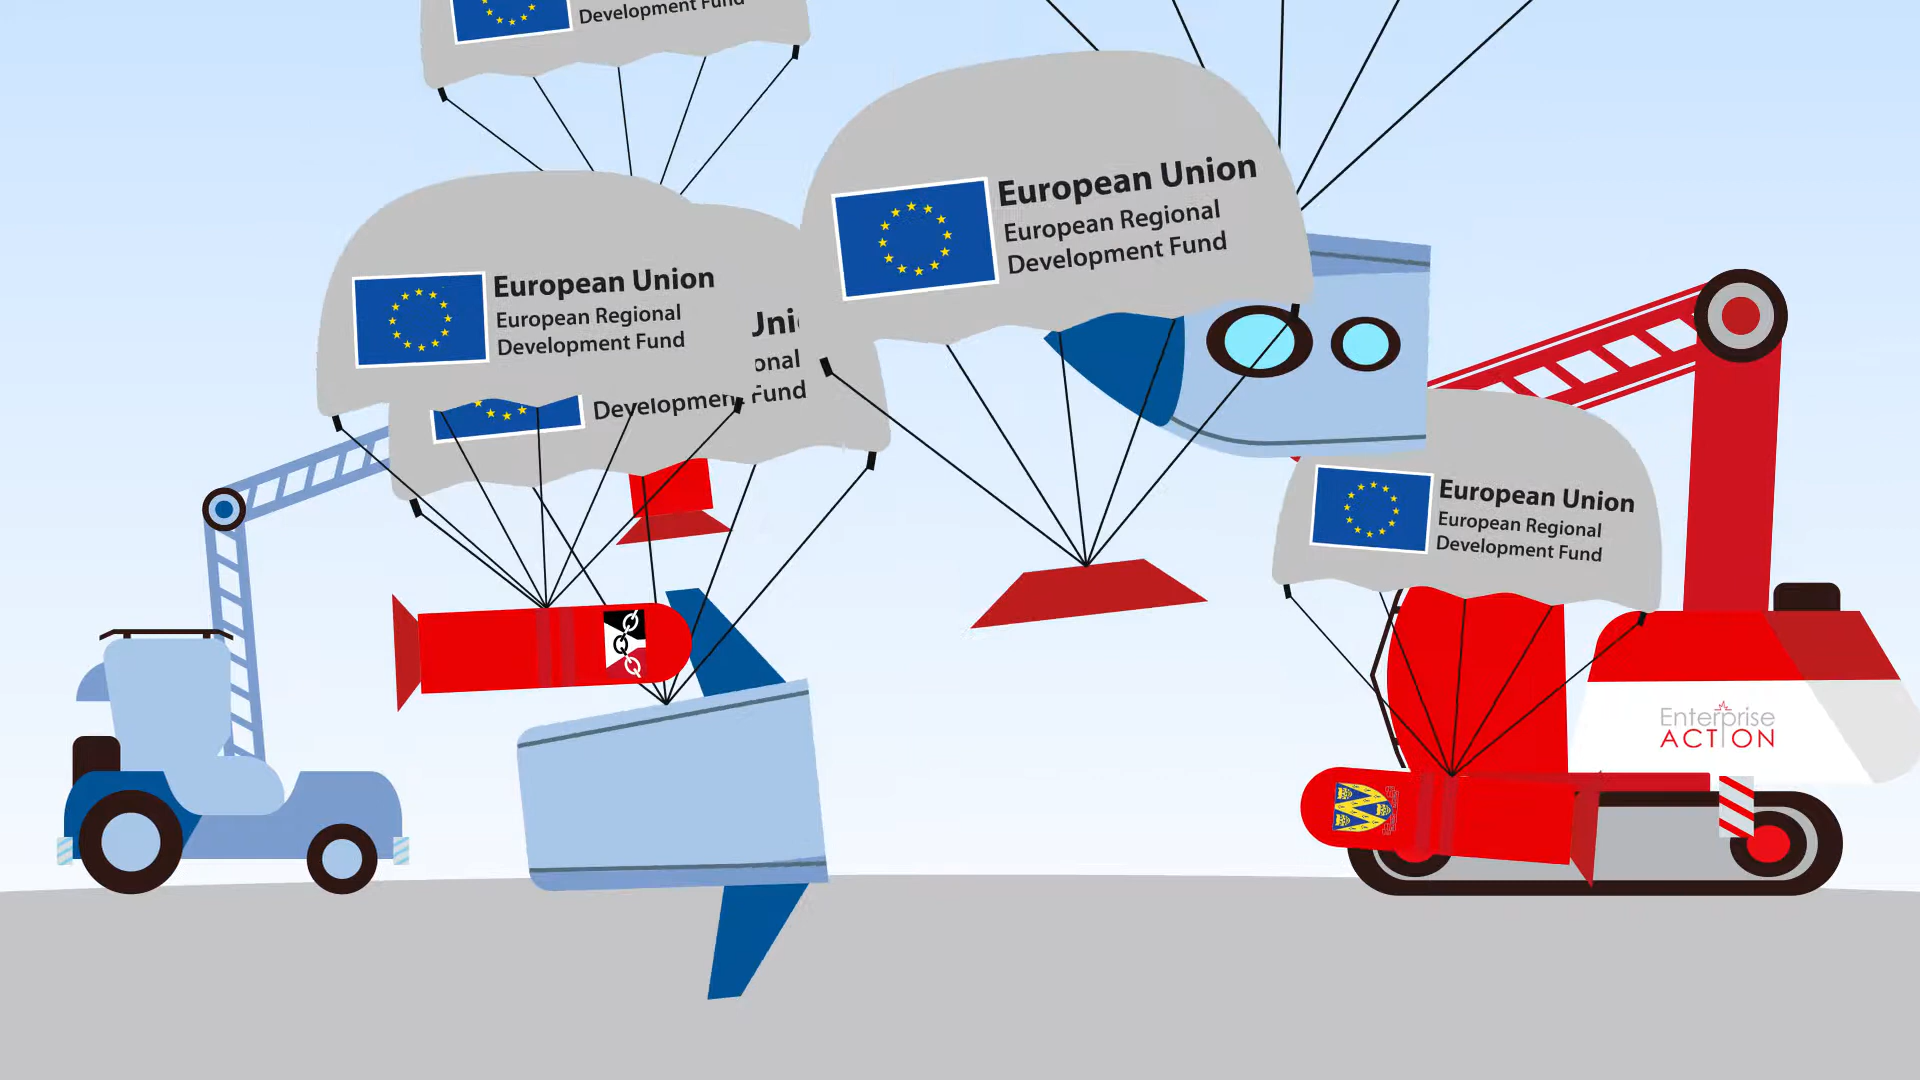 Development Fund
European Union
European Regional
Development Fund
European Union
European Regional
Development Fund
Uni
onal
Development Fund
European Union
European Regional
Development Fund
Enterprise
ACTION